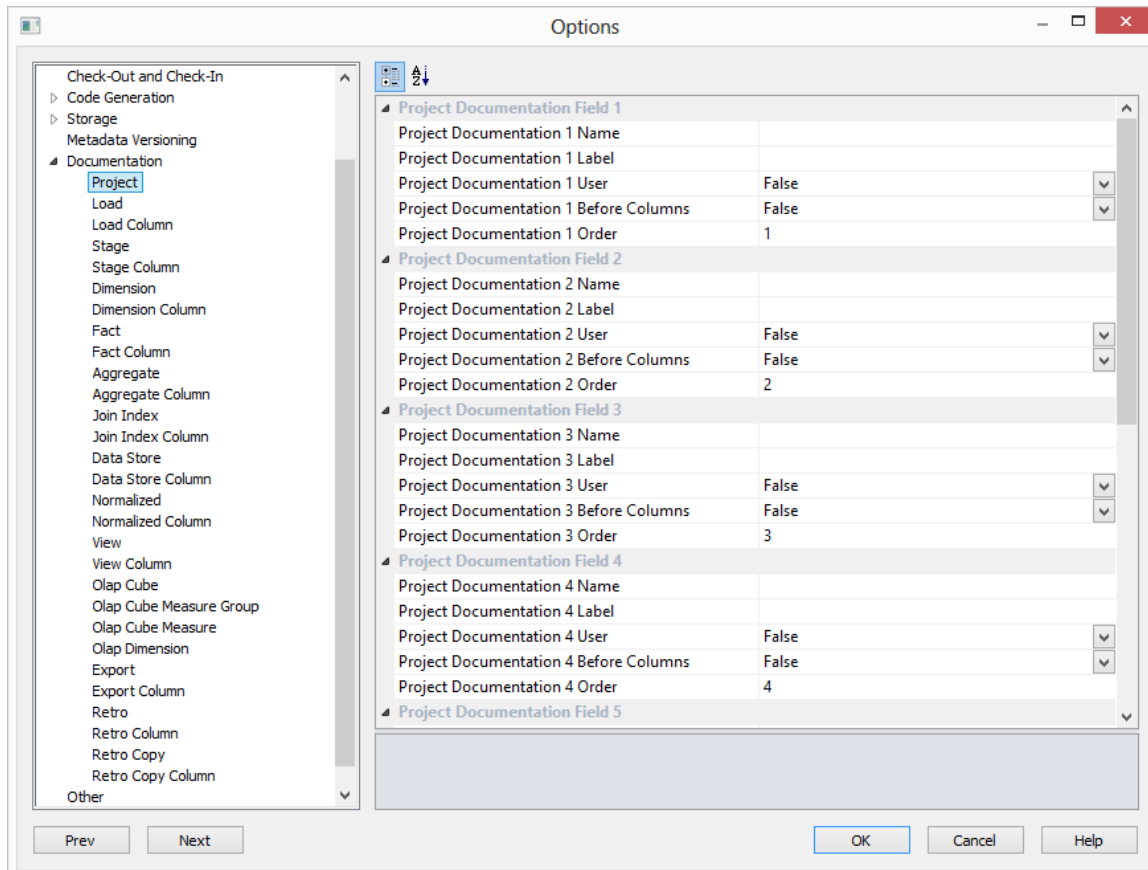 Options
Check-Out and Check-In
Code Generation
Storage
Metadata Versioning
Documentation
Project
Load
Load Column
Stage
Stage Column
Dimension
Dimension Column
Fact
Fact Column
Aggregate
Aggregate Column
Join Index
Join Index Column
Data Store
Data Store Column
Normalized
Normalized Column
View
View Column
Olap Cube
Olap Cube Measure Group
Olap Cube Measure
Olap Dimension
Export
Export Column
Retro
Retro Column
Retro Copy
Retro Copy Column
Other
Project Documentation Field 1
Project Documentation 1 Name
Project Documentation 1 Label
Project Documentation 1 User False
Project Documentation 1 Before Columns False
Project Documentation 1 Order 1
Project Documentation Field 2
Project Documentation 2 Name
Project Documentation 2 Label
Project Documentation 2 User False
Project Documentation 2 Before Columns False
Project Documentation 2 Order 2
Project Documentation Field 3
Project Documentation 3 Name
Project Documentation 3 Label
Project Documentation 3 User False
Project Documentation 3 Before Columns False
Project Documentation 3 Order 3
Project Documentation Field 4
Project Documentation 4 Name
Project Documentation 4 Label
Project Documentation 4 User False
Project Documentation 4 Before Columns False
Project Documentation 4 Order 4
Project Documentation Field 5
Prev Next OK Cancel Help